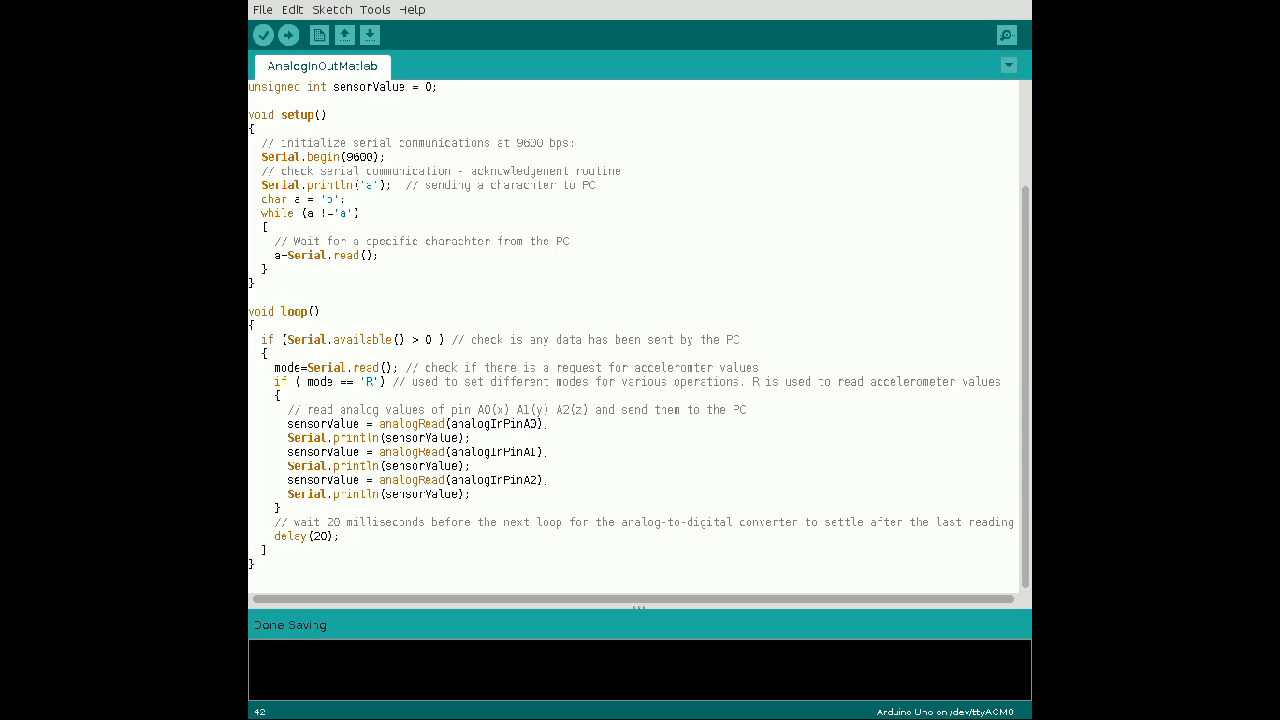 File Edit Sketch Tools Help
AnalogInOutMatlab
unsigned int sensorValue = 0;
void setup()
{
// initialize serial communications at 9600 bps:
Serial.begin(9600);
// check serial communication - acknowledgement routine
Serial.println('a'); // sending a charachter to PC
char a = 'b';
while (a !='a')
{
// Wait for a specific charachter from the PC
a=Serial.read();
}
}
void loop()
{
if (Serial.available() > 0 ) // check is any data has been sent by the PC
{
mode=Serial.read(); // check if there is a request for acceleromter values
if ( mode == 'R') // used to set different modes for various operations. R is used to read accelerometer values
{
// read analog values of pin A0(x) A1(y) A2(z) and send them to the PC
sensorValue = analogRead(analogInPinA0);
Serial.println(sensorValue);
sensorValue = analogRead(analogInPinA1);
Serial.println(sensorValue);
sensorValue = analogRead(analogInPinA2);
Serial.println(sensorValue);
}
// wait 20 milliseconds before the next loop for the analog-to-digital converter to settle after the last reading
delay(20);
}
}
Done Saving
42
Arduino Uno on /dev/ttyACM0